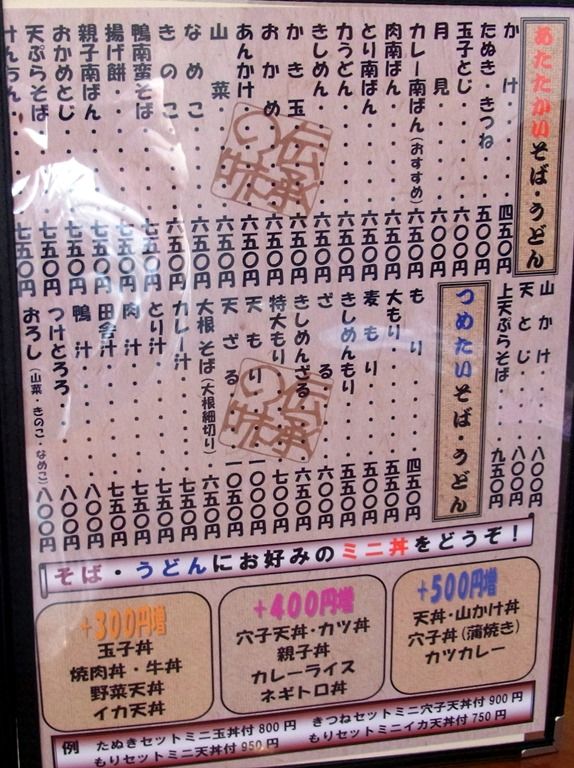 あたたかいそば・うどん
かけ・・・・・四五〇円
たぬき・きつね・・五〇〇円
玉子とじ・・・・六〇〇円
月見・・・・・六〇〇円
カレー南ばん(おすすめ)六五〇円
肉南ばん・・・・六五〇円
とり南ばん・・・・六五〇円
力うどん・・・・六五〇円
きしめん・・・・六五〇円
かき玉・・・・六五〇円
おかめ・・・・六五〇円
あんかけ・・・・六五〇円
山菜・・・・・六五〇円
なめこ・・・・六五〇円
きのこ・・・・六五〇円
鴨南蛮そば・・・七五〇円
揚げ餅・・・・七五〇円
親子南ばん・・・七五〇円
おかめとじ・・・七五〇円
天ぷらそば・・・七五〇円
けんちん・・・・七五〇円
伝承の味
山かけ・・・・八〇〇円
天とじ・・・・八〇〇円
上天ぷらそば・・・九五〇円
つめたいそば・うどん
もり・・・・・四五〇円
大もり・・・・五五〇円
麦もり・・・・五〇〇円
きしめんもり・・・五五〇円
ざる・・・・・五五〇円
きしめんざる・・・六〇〇円
特大もり・・・・七〇〇円
天もり・・・・一〇〇〇円
天ざる・・・・一〇五〇円
大根そば(大根細切り)六五〇円
カレー汁・・・・七五〇円
とり汁・・・・七五〇円
肉汁・・・・・七五〇円
田舎汁・・・・七五〇円
鴨汁・・・・・八〇〇円
つけとろろ・・・八〇〇円
おろし(山菜・きのこ・なめこ)八〇〇円
伝承の味
そば・うどんにお好みのミニ丼をどうぞ!
+300円増
玉子丼
焼肉丼・牛丼
野菜天丼
イカ天丼
+400円増
穴子天丼・カツ丼
親子丼
カレーライス
ネギトロ丼
+500円増
天丼・山かけ丼
穴子丼(蒲焼き)
カツカレー
例 たぬきセットミニ玉丼付800円 きつねセットミニ穴子天丼付900円
もりセットミニ天丼付950円 もりセットミニイカ天丼付750円